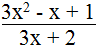 3x² - x + 1
3x + 2